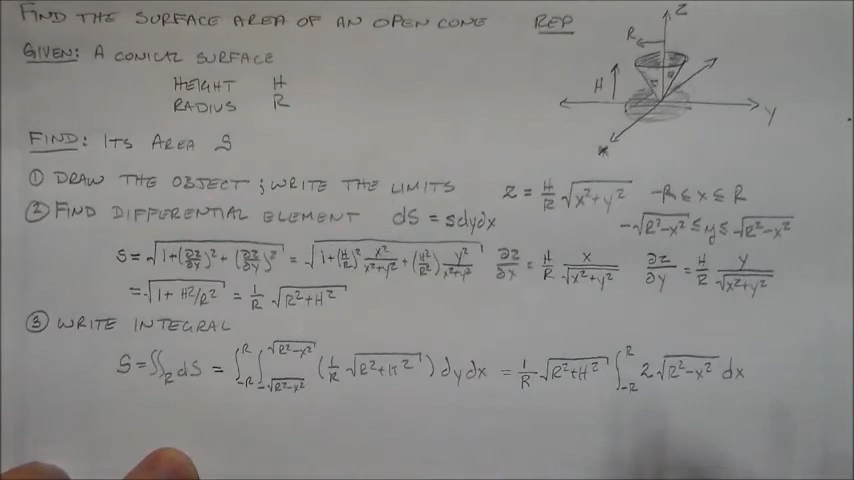 FIND THE SURFACE AREA OF AN OPEN CONE REP
GIVEN: A CONICAL SURFACE
HEIGHT H
RADIUS R
FIND: ITS AREA S
① DRAW THE OBJECT; WRITE THE LIMITS
② FIND DIFFERENTIAL ELEMENT dS = sdydx
S = √(1+(∂Z/∂X)²+(∂Z/∂Y)²) = √(1+(H/R)² x²/(x²+y²) + (H²/R²) y²/(x²+y²))
= √(1+H²/R²) = 1/R √(R²+H²)
③ WRITE INTEGRAL
S = ∬_R dS = ∫_{-R}^{R} ∫_{-√(R²-x²)}^{√(R²-x²)} (1/R √(R²+H²)) dydx = 1/R √(R²+H²) ∫_{-R}^{R} 2√(R²-x²) dx
Z
R
H
Y
X
Z = H/R √(x²+y²) -R ≤ x ≤ R
-√(R²-x²) ≤ y ≤ √(R²-x²)
∂Z/∂X = H/R X/√(x²+y²) ∂Z/∂Y = H/R Y/√(x²+y²)